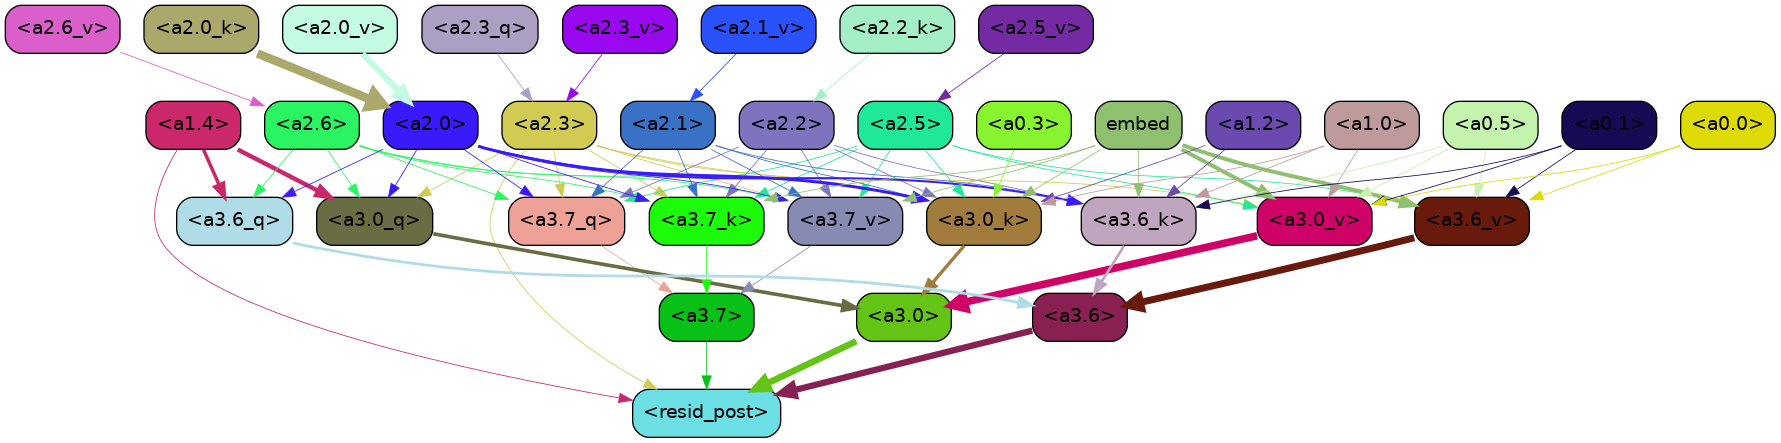 <a2.6_v> <a2.0_k> <a2.0_v> <a2.3_q> <a2.3_v> <a2.1_v> <a2.2_k> <a2.5_v>
<a1.4> <a2.6> <a2.0> <a2.3> <a2.1> <a2.2> <a2.5> <a0.3> embed <a1.2> <a1.0> <a0.5> <a0.1> <a0.0>
<a3.6_q> <a3.0_q> <a3.7_q> <a3.7_k> <a3.7_v> <a3.0_k> <a3.6_k> <a3.0_v> <a3.6_v>
<a3.7> <a3.0> <a3.6>
<resid_post>